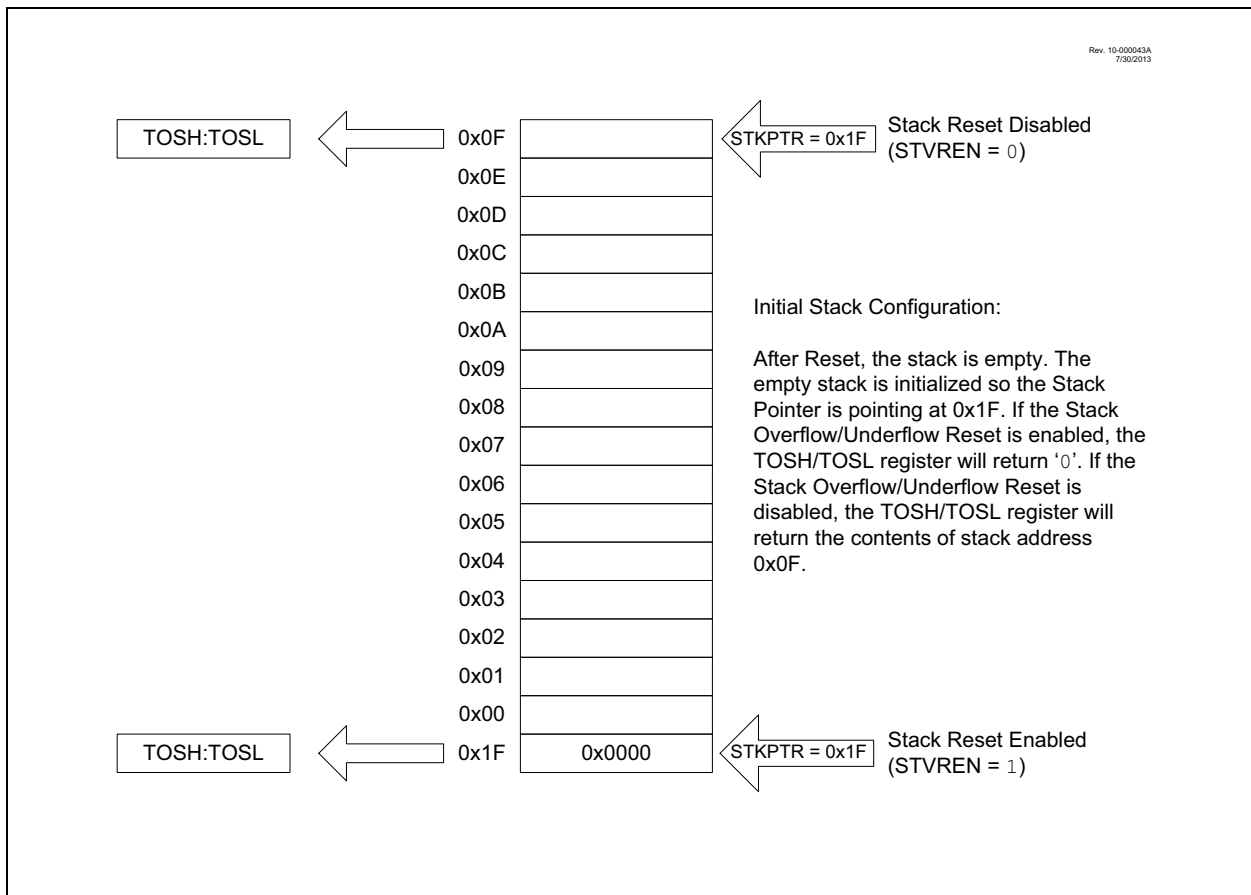 Rev. 10-000043A
7/30/2013
TOSH:TOSL
0x0F
STKPTR = 0x1F
Stack Reset Disabled
(STVREN = 0)
0x0E
0x0D
0x0C
0x0B
0x0A
0x09
0x08
0x07
0x06
0x05
0x04
0x03
0x02
0x01
0x00
Initial Stack Configuration:
After Reset, the stack is empty. The
empty stack is initialized so the Stack
Pointer is pointing at 0x1F. If the Stack
Overflow/Underflow Reset is enabled, the
TOSH/TOSL register will return ‘0’. If the
Stack Overflow/Underflow Reset is
disabled, the TOSH/TOSL register will
return the contents of stack address
0x0F.
TOSH:TOSL
0x1F
0x0000
STKPTR = 0x1F
Stack Reset Enabled
(STVREN = 1)